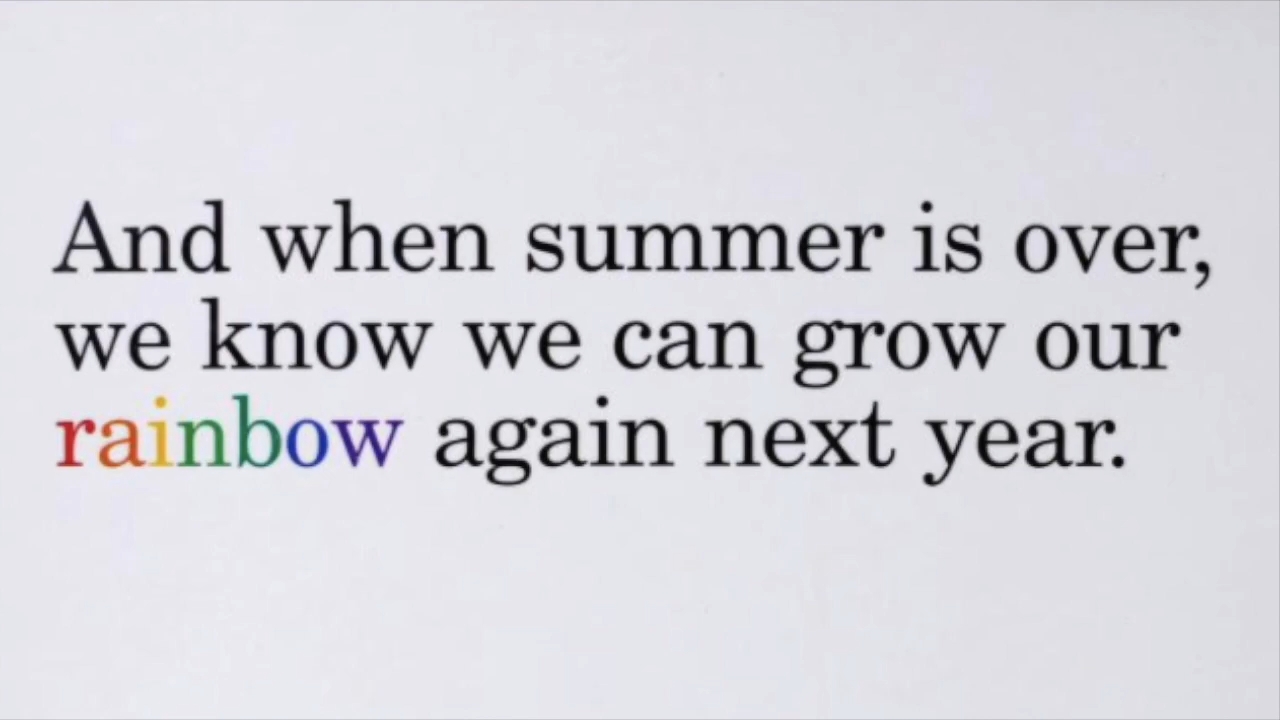 And when summer is over,
we know we can grow our
rainbow again next year.